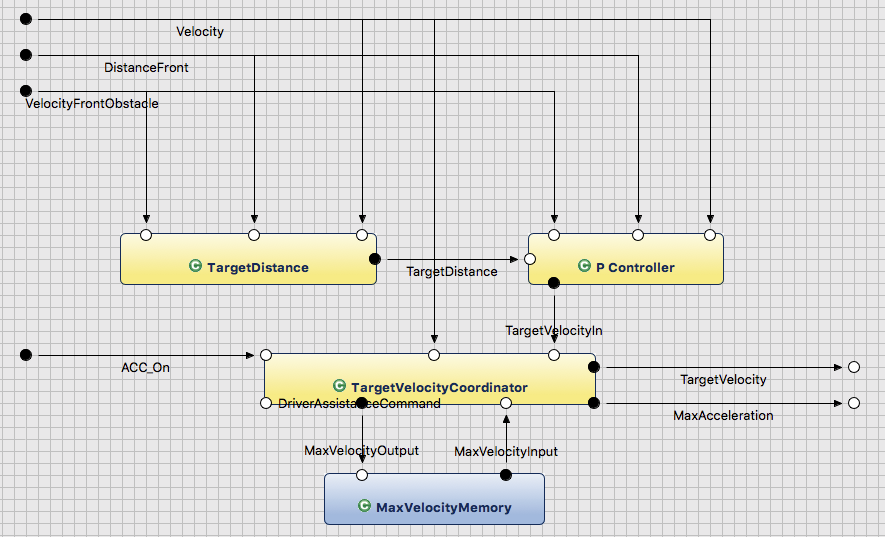 Velocity
DistanceFront
VelocityFrontObstacle
C TargetDistance
TargetDistance
C P Controller
TargetVelocityIn
ACC_On
C TargetVelocityCoordinator
TargetVelocity
DriverAssistanceCommand
MaxAcceleration
MaxVelocityOutput
MaxVelocityInput
C MaxVelocityMemory